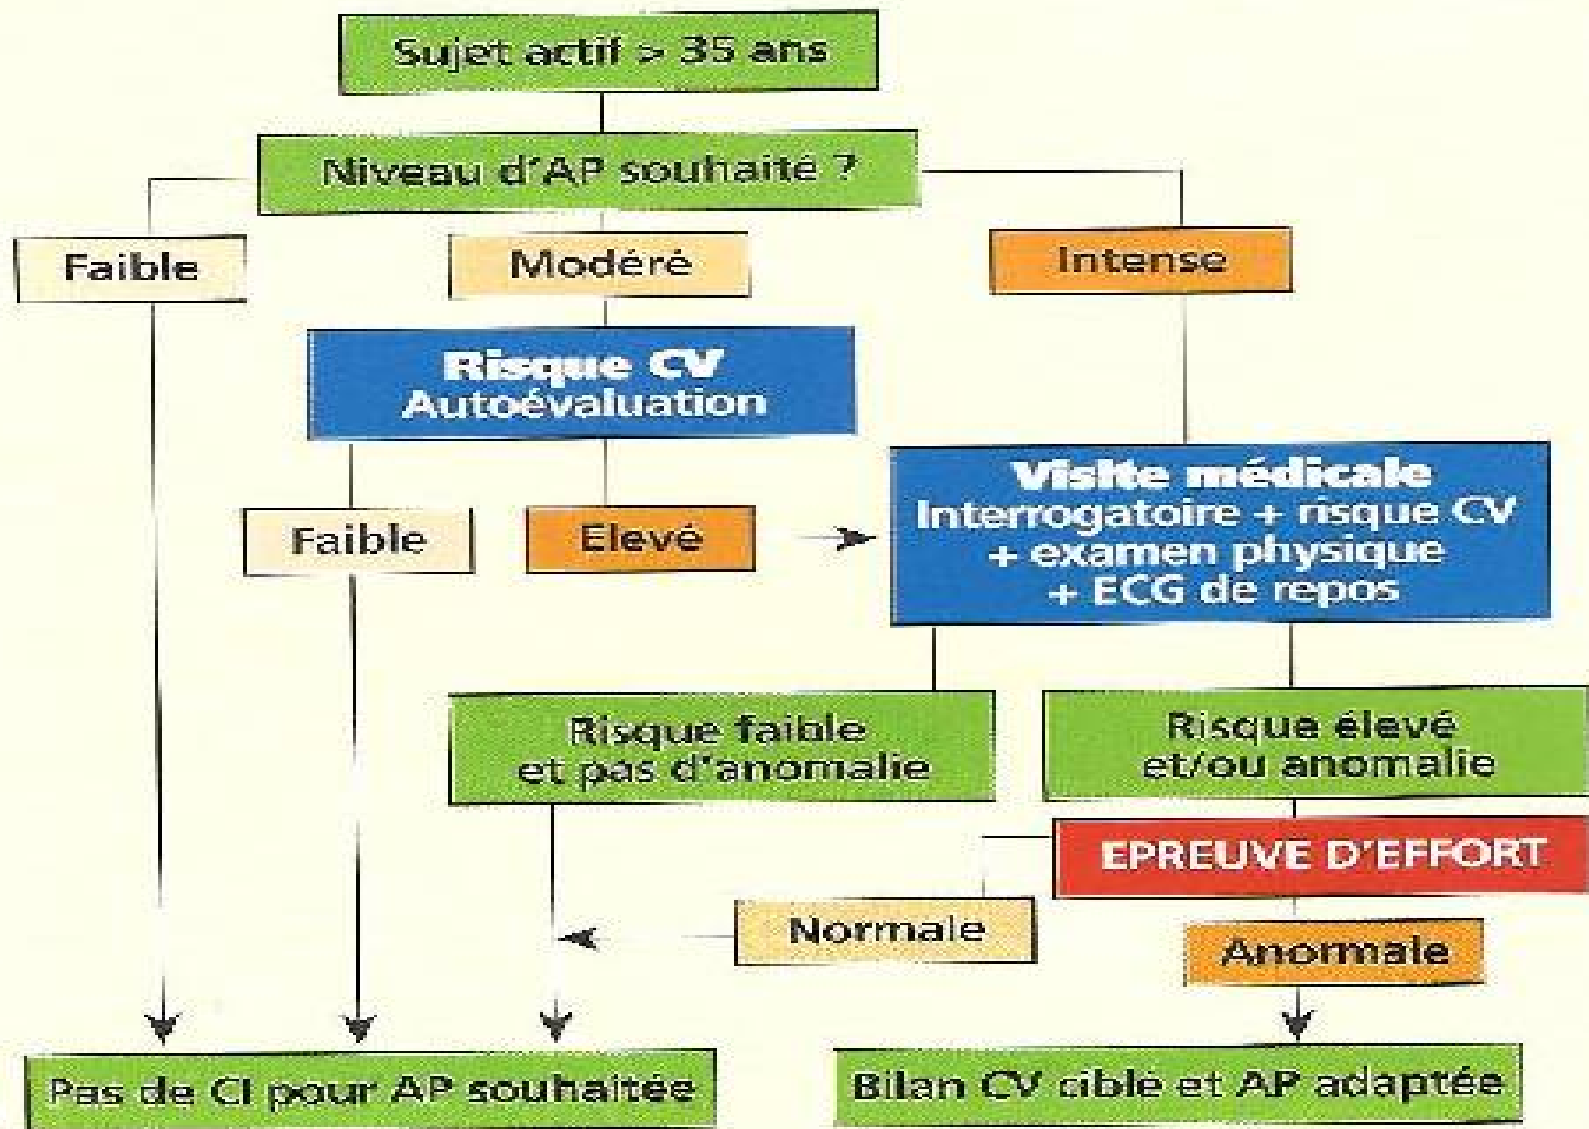 Sujet actif > 35 ans
Niveau d'AP souhaité ?
Faible
Modéré
Intense
Risque CV
Autoévaluation
Visite médicale
Interrogatoire + risque CV
+ examen physique
+ ECG de repos
Faible
Elevé
Risque faible
et pas d'anomalie
Risque élevé
et/ou anomalie
EPREUVE D'EFFORT
Normale
Anormale
Pas de CI pour AP souhaitée
Bilan CV ciblé et AP adaptée